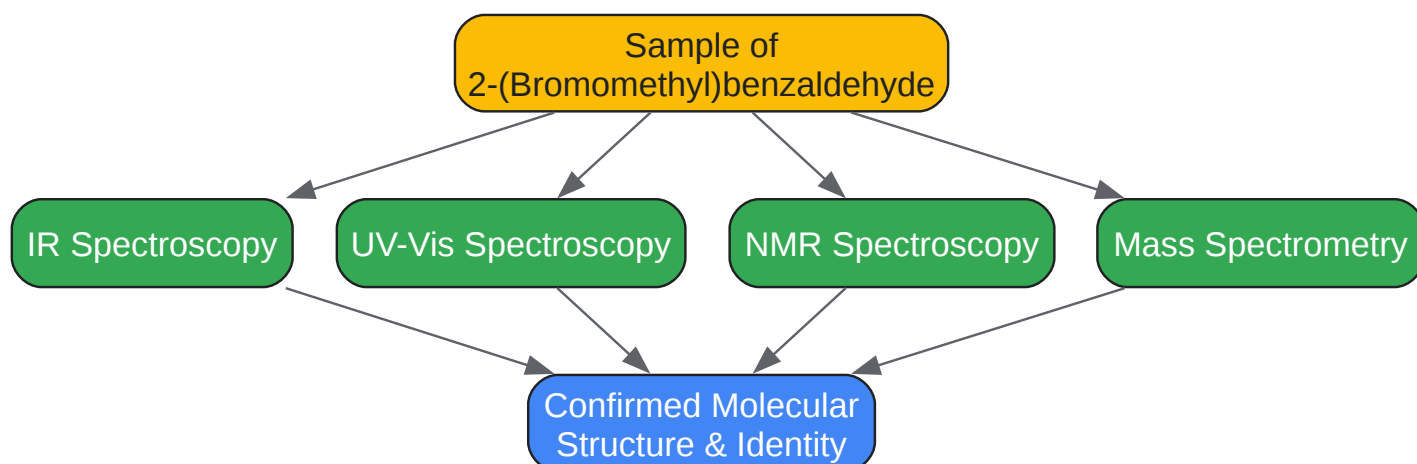 Sample of
2-(Bromomethyl)benzaldehyde
IR Spectroscopy
UV-Vis Spectroscopy
NMR Spectroscopy
Mass Spectrometry
Confirmed Molecular
Structure & Identity